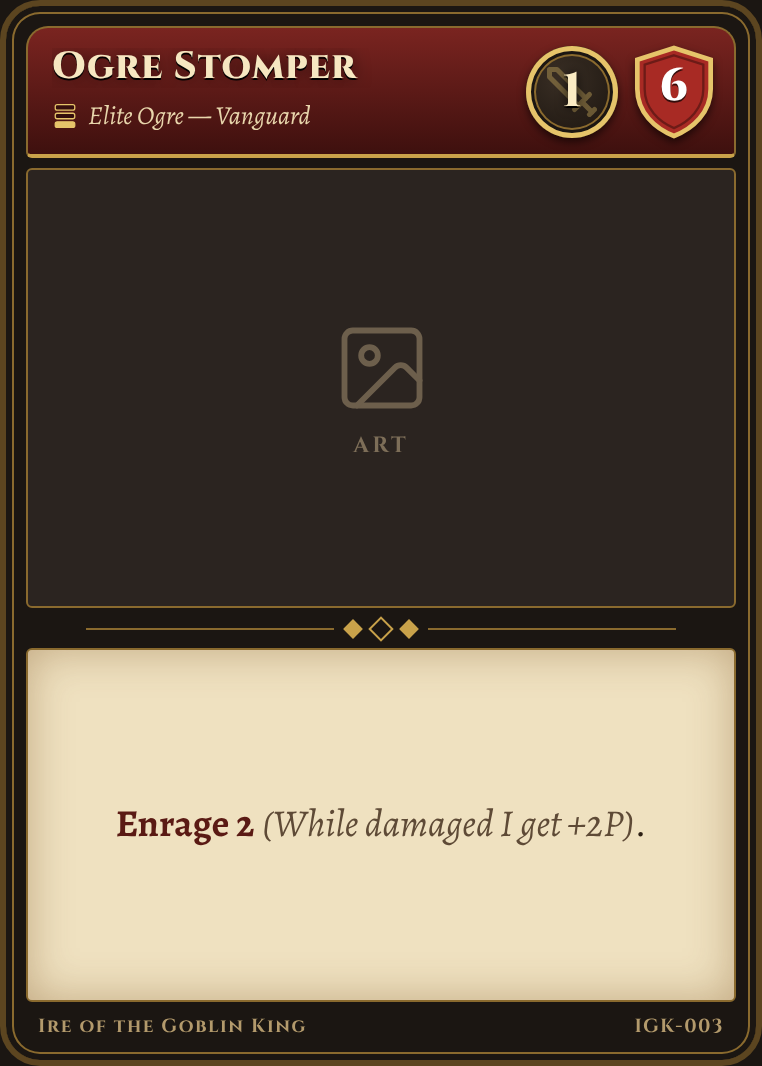 Ogre Stomper
Elite Ogre — Vanguard
1
6
ART
Enrage 2 (While damaged I get +2P).
Ire of the Goblin King
IGK-003